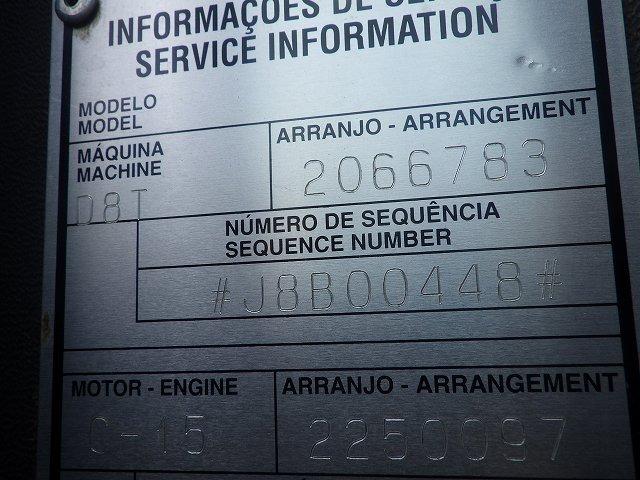 INFORMAÇÕES DE
SERVICE INFORMATION
MODELO
MODEL
MÁQUINA
MACHINE
D8T
ARRANJO - ARRANGEMENT
2066783
NÚMERO DE SEQUÊNCIA
SEQUENCE NUMBER
#J8B00448#
MOTOR - ENGINE
C-15
ARRANJO - ARRANGEMENT
2250097